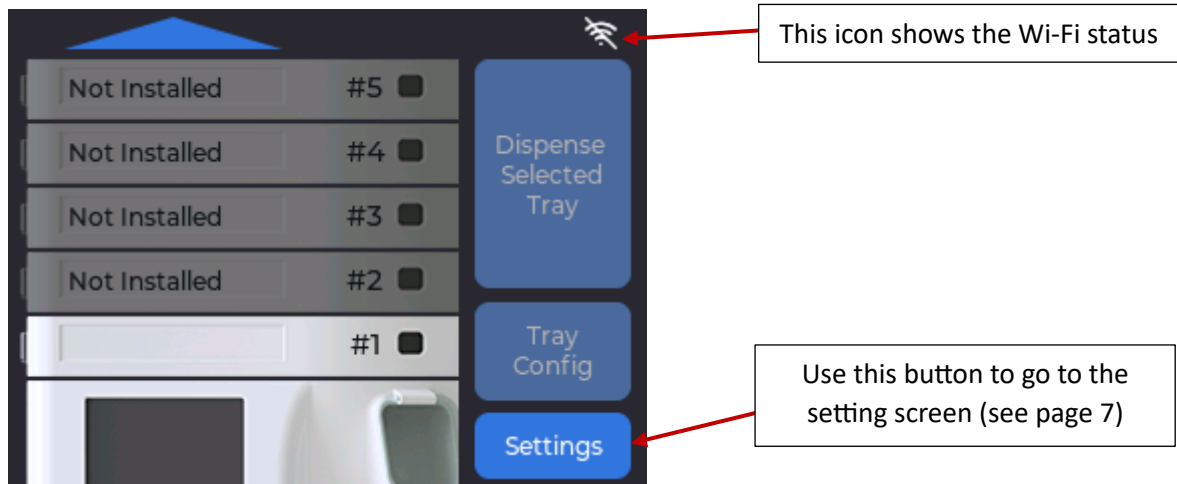 This icon shows the Wi-Fi status
Not Installed #5
Not Installed #4
Not Installed #3
Not Installed #2
#1
Dispense
Selected
Tray
Tray
Config
Settings
Use this button to go to the
setting screen (see page 7)